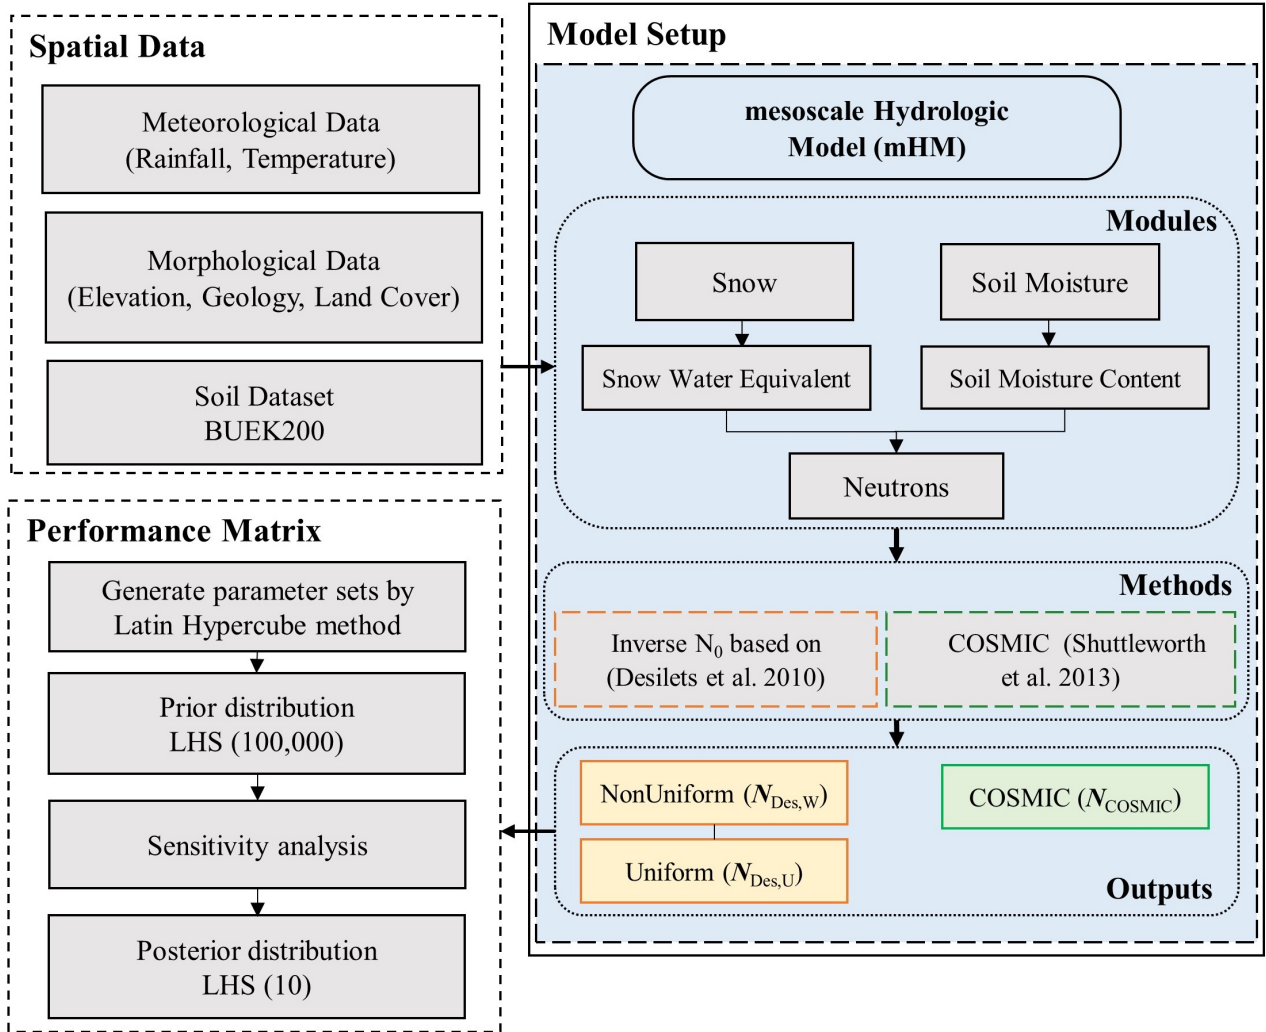 Spatial Data
Meteorological Data
(Rainfall, Temperature)
Morphological Data
(Elevation, Geology, Land Cover)
Soil Dataset
BUEK200
Performance Matrix
Generate parameter sets by
Latin Hypercube method
Prior distribution
LHS (100,000)
Sensitivity analysis
Posterior distribution
LHS (10)
Model Setup
mesoscale Hydrologic
Model (mHM)
Modules
Snow
Soil Moisture
Snow Water Equivalent
Soil Moisture Content
Neutrons
Methods
Inverse N₀ based on
(Desilets et al. 2010)
COSMIC (Shuttleworth
et al. 2013)
NonUniform (N_Des,W)
Uniform (N_Des,U)
COSMIC (N_COSMIC)
Outputs